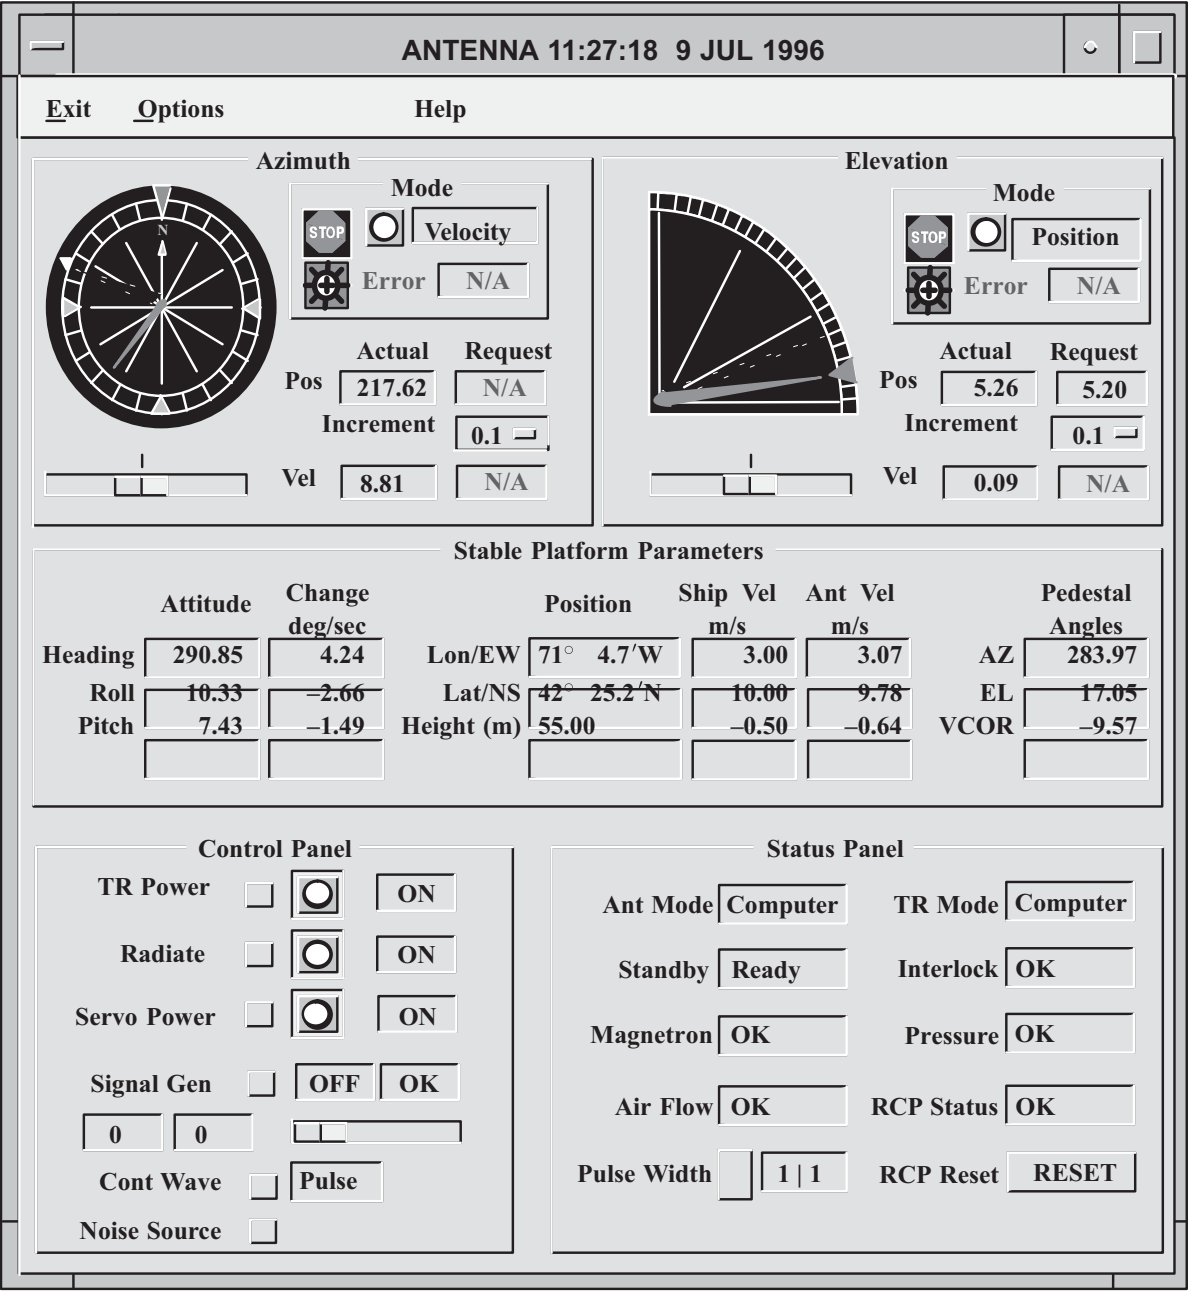 ANTENNA 11:27:18 9 JUL 1996
Exit Options Help
Azimuth
Mode
STOP Velocity
Error N/A
N
Actual Request
Pos 217.62 N/A
Increment 0.1
Vel 8.81 N/A
Elevation
Mode
STOP Position
Error N/A
Actual Request
Pos 5.26 5.20
Increment 0.1
Vel 0.09 N/A
Stable Platform Parameters
Attitude Change deg/sec Position Ship Vel m/s Ant Vel m/s Pedestal Angles
Heading 290.85 4.24 Lon/EW 71° 4.7′W 3.00 3.07 AZ 283.97
Roll 10.33 −2.66 Lat/NS 42° 25.2′N 10.00 9.78 EL 17.05
Pitch 7.43 −1.49 Height (m) 55.00 −0.50 −0.64 VCOR −9.57
Control Panel
TR Power ON
Radiate ON
Servo Power ON
Signal Gen OFF OK
0 0
Cont Wave Pulse
Noise Source
Status Panel
Ant Mode Computer TR Mode Computer
Standby Ready Interlock OK
Magnetron OK Pressure OK
Air Flow OK RCP Status OK
Pulse Width 1 | 1 RCP Reset RESET